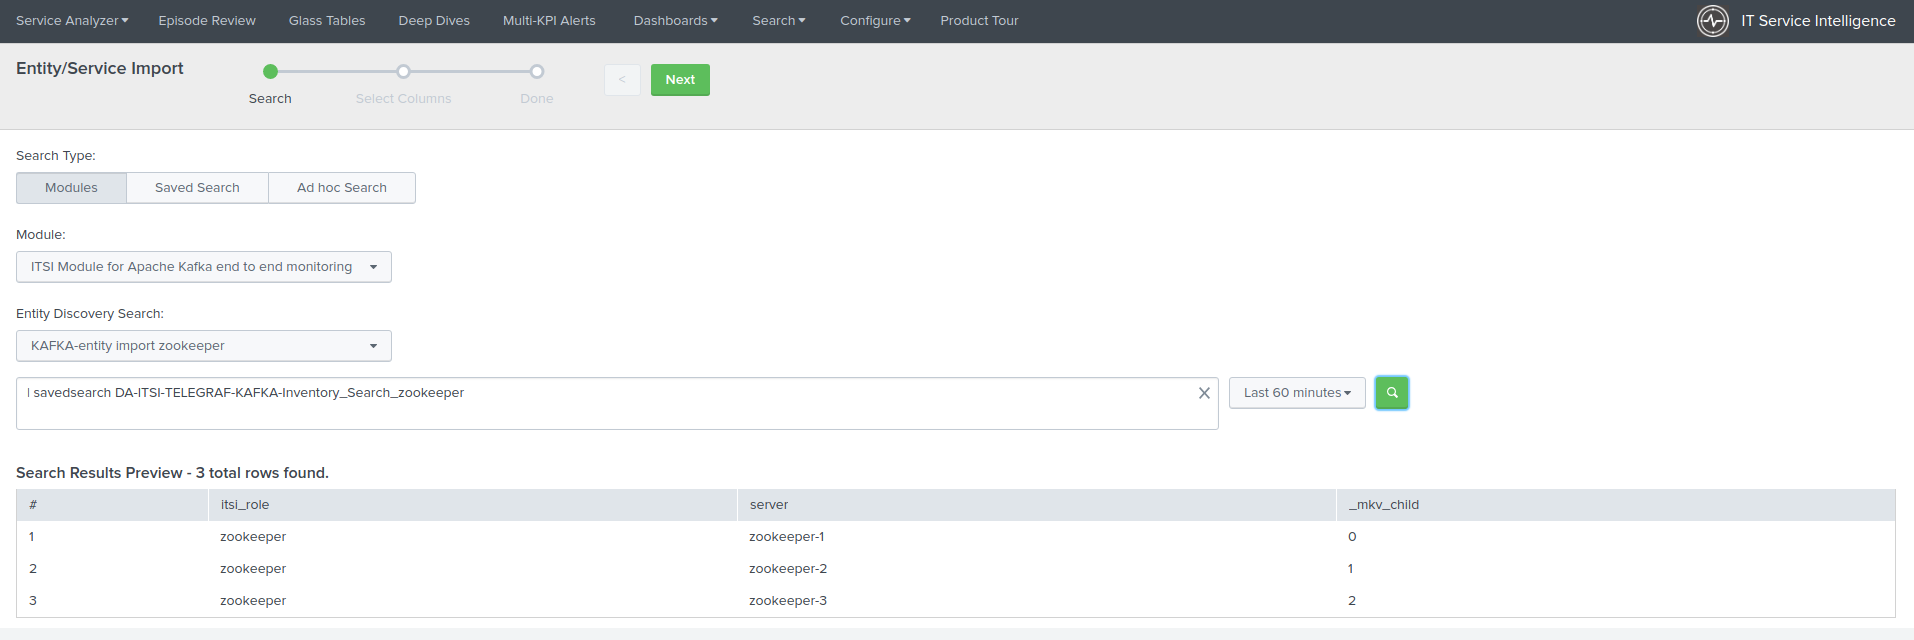 Service Analyzer Episode Review Glass Tables Deep Dives Multi-KPI Alerts Dashboards Search Configure Product Tour IT Service Intelligence
Entity/Service Import
< Next
Search Select Columns Done
Search Type:
Modules Saved Search Ad hoc Search
Module:
ITSI Module for Apache Kafka end to end monitoring
Entity Discovery Search:
KAFKA-entity import zookeeper
| savedsearch DA-ITSI-TELEGRAF-KAFKA-Inventory_Search_zookeeper Last 60 minutes
Search Results Preview - 3 total rows found.
# itsi_role server _mkv_child
1 zookeeper zookeeper-1 0
2 zookeeper zookeeper-2 1
3 zookeeper zookeeper-3 2